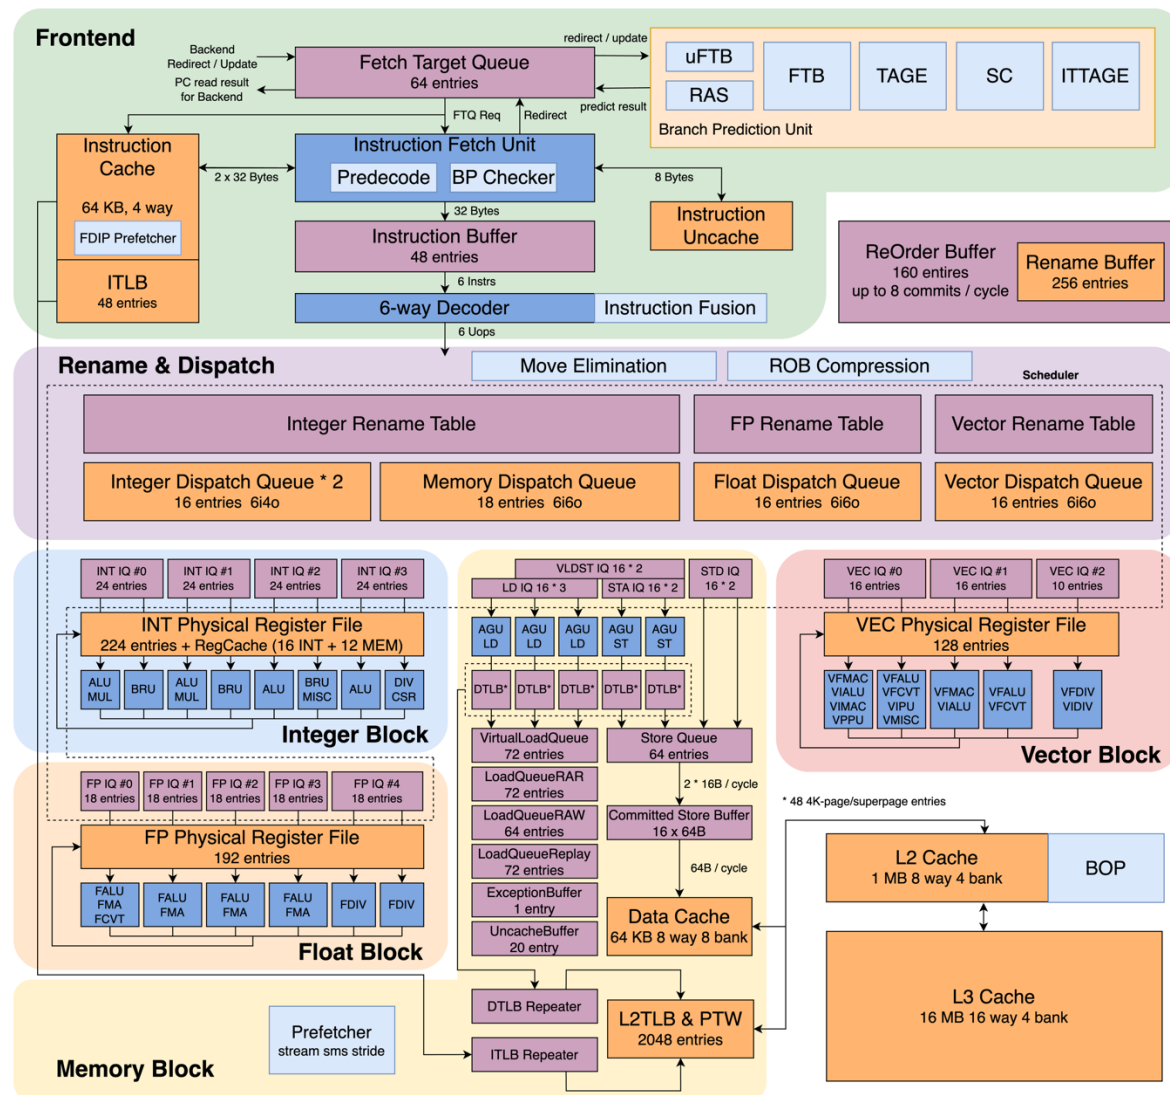 Frontend
Backend
Redirect / Update
PC read result
for Backend
Fetch Target Queue
64 entries
redirect / update
predict result
uFTB
RAS
FTB
TAGE
SC
ITTAGE
Branch Prediction Unit
FTQ Req
Redirect
Instruction
Cache
64 KB, 4 way
FDIP Prefetcher
ITLB
48 entries
2 x 32 Bytes
Instruction Fetch Unit
Predecode
BP Checker
8 Bytes
Instruction
Uncache
32 Bytes
Instruction Buffer
48 entries
6 Instrs
6-way Decoder
Instruction Fusion
6 Uops
ReOrder Buffer
160 entires
up to 8 commits / cycle
Rename Buffer
256 entries
Rename & Dispatch
Move Elimination
ROB Compression
Scheduler
Integer Rename Table
FP Rename Table
Vector Rename Table
Integer Dispatch Queue * 2
16 entries 6i4o
Memory Dispatch Queue
18 entries 6i6o
Float Dispatch Queue
16 entries 6i6o
Vector Dispatch Queue
16 entries 6i6o
INT IQ #0
24 entries
INT IQ #1
24 entries
INT IQ #2
24 entries
INT IQ #3
24 entries
INT Physical Register File
224 entries + RegCache (16 INT + 12 MEM)
ALU
MUL
BRU
ALU
MUL
BRU
ALU
BRU
MISC
ALU
DIV
CSR
Integer Block
VLDST IQ 16 * 2
LD IQ 16 * 3
STA IQ 16 * 2
STD IQ
16 * 2
AGU
LD
AGU
LD
AGU
LD
AGU
ST
AGU
ST
DTLB*
DTLB*
DTLB*
DTLB*
DTLB*
VirtualLoadQueue
72 entries
LoadQueueRAR
72 entries
LoadQueueRAW
64 entries
LoadQueueReplay
72 entries
ExceptionBuffer
1 entry
UncacheBuffer
20 entry
Store Queue
64 entries
2 * 16B / cycle
Committed Store Buffer
16 x 64B
64B / cycle
Data Cache
64 KB 8 way 8 bank
VEC IQ #0
16 entries
VEC IQ #1
16 entries
VEC IQ #2
10 entries
VEC Physical Register File
128 entries
VFMAC
VIALU
VIMAC
VPPU
VFALU
VFCVT
VIPU
VMISC
VFMAC
VIALU
VFALU
VFCVT
VFDIV
VIDIV
Vector Block
FP IQ #0
18 entries
FP IQ #1
18 entries
FP IQ #2
18 entries
FP IQ #3
18 entries
FP IQ #4
18 entries
FP Physical Register File
192 entries
FALU
FMA
FCVT
FALU
FMA
FALU
FMA
FALU
FMA
FDIV
FDIV
Float Block
* 48 4K-page/superpage entries
L2 Cache
1 MB 8 way 4 bank
BOP
L3 Cache
16 MB 16 way 4 bank
DTLB Repeater
ITLB Repeater
L2TLB & PTW
2048 entries
Prefetcher
stream sms stride
Memory Block